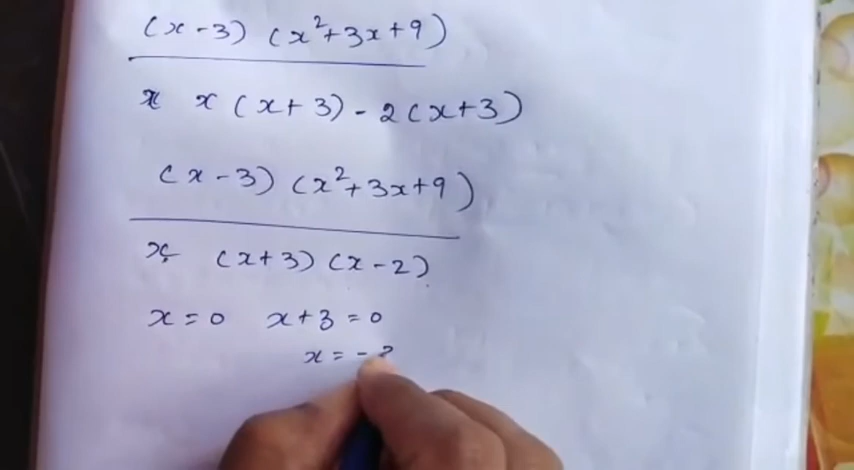 (x-3) (x²+3x+9)
x x(x+3)-2(x+3)
(x-3) (x²+3x+9)
x (x+3)(x-2)
x=0 x+3=0
x=-